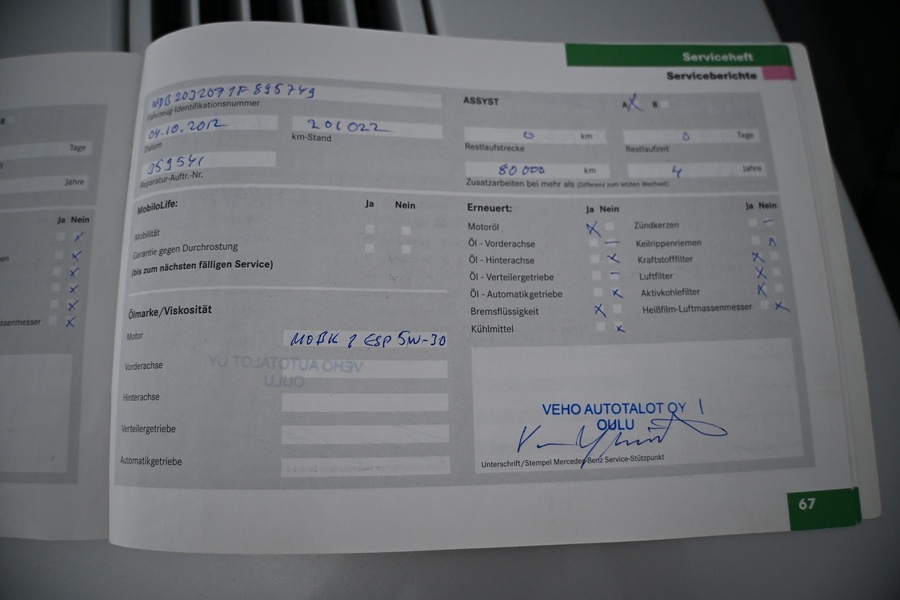 B
Tage
Jahre
Ja Nein
en
assenmesser
Serviceheft
Serviceberichte
WDB2032071F895749
Fahrzeug-Identifikationsnummer
04.10.2012
Datum
201022
km-Stand
Reparatur-Auftr.-Nr.
ASSYST
A B
0 km
Restlaufstrecke
0 Tage
Restlaufzeit
80 000 km
4 Jahre
Zusatzarbeiten bei mehr als (Differenz zum letzten Wechsel)
MobiloLife:
Ja Nein
Mobilität
Garantie gegen Durchrostung
(bis zum nächsten fälligen Service)
Ölmarke/Viskosität
Motor
ESP 5W-30
Vorderachse
Hinterachse
Verteilergetriebe
Automatikgetriebe
Erneuert:
Ja Nein
Motoröl
Öl - Vorderachse
Öl - Hinterachse
Öl - Verteilergetriebe
Öl - Automatikgetriebe
Bremsflüssigkeit
Kühlmittel
Ja Nein
Zündkerzen
Keilrippenriemen
Kraftstofffilter
Luftfilter
Aktivkohlefilter
Heißfilm-Luftmassenmesser
VEHO AUTOTALOT OY
OULU
Unterschrift/Stempel Mercedes-Benz Service-Stützpunkt
67